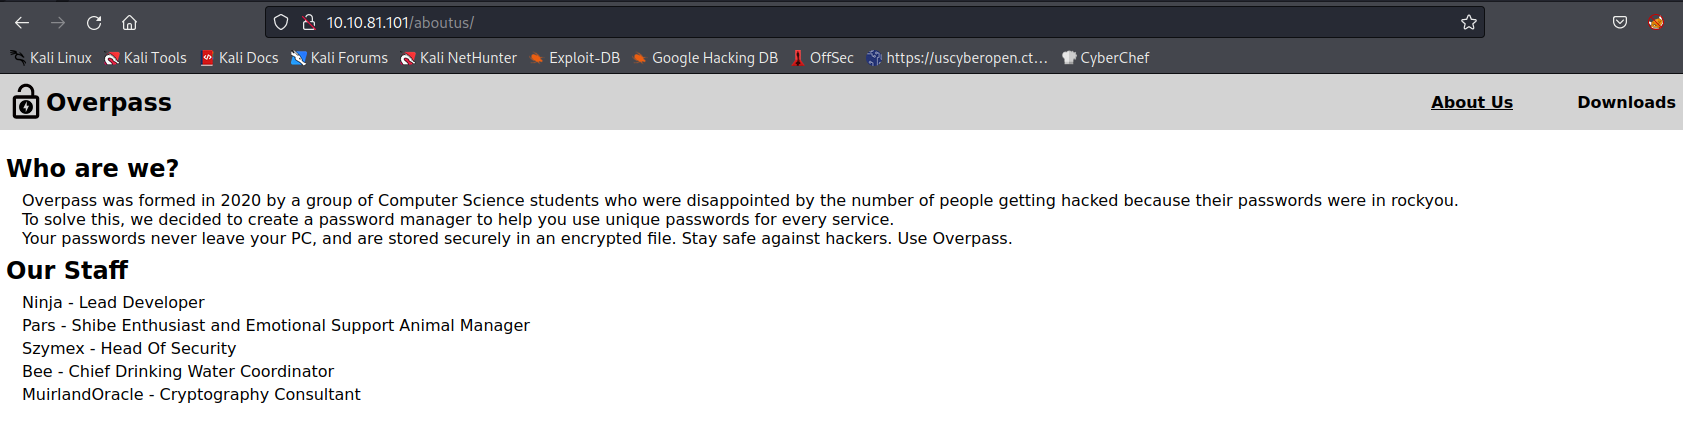 10.10.81.101/aboutus/
Kali Linux Kali Tools Kali Docs Kali Forums Kali NetHunter Exploit-DB Google Hacking DB OffSec https://uscyberopen.ct... CyberChef
Overpass About Us Downloads
Who are we?
Overpass was formed in 2020 by a group of Computer Science students who were disappointed by the number of people getting hacked because their passwords were in rockyou.
To solve this, we decided to create a password manager to help you use unique passwords for every service.
Your passwords never leave your PC, and are stored securely in an encrypted file. Stay safe against hackers. Use Overpass.
Our Staff
Ninja - Lead Developer
Pars - Shibe Enthusiast and Emotional Support Animal Manager
Szymex - Head Of Security
Bee - Chief Drinking Water Coordinator
MuirlandOracle - Cryptography Consultant